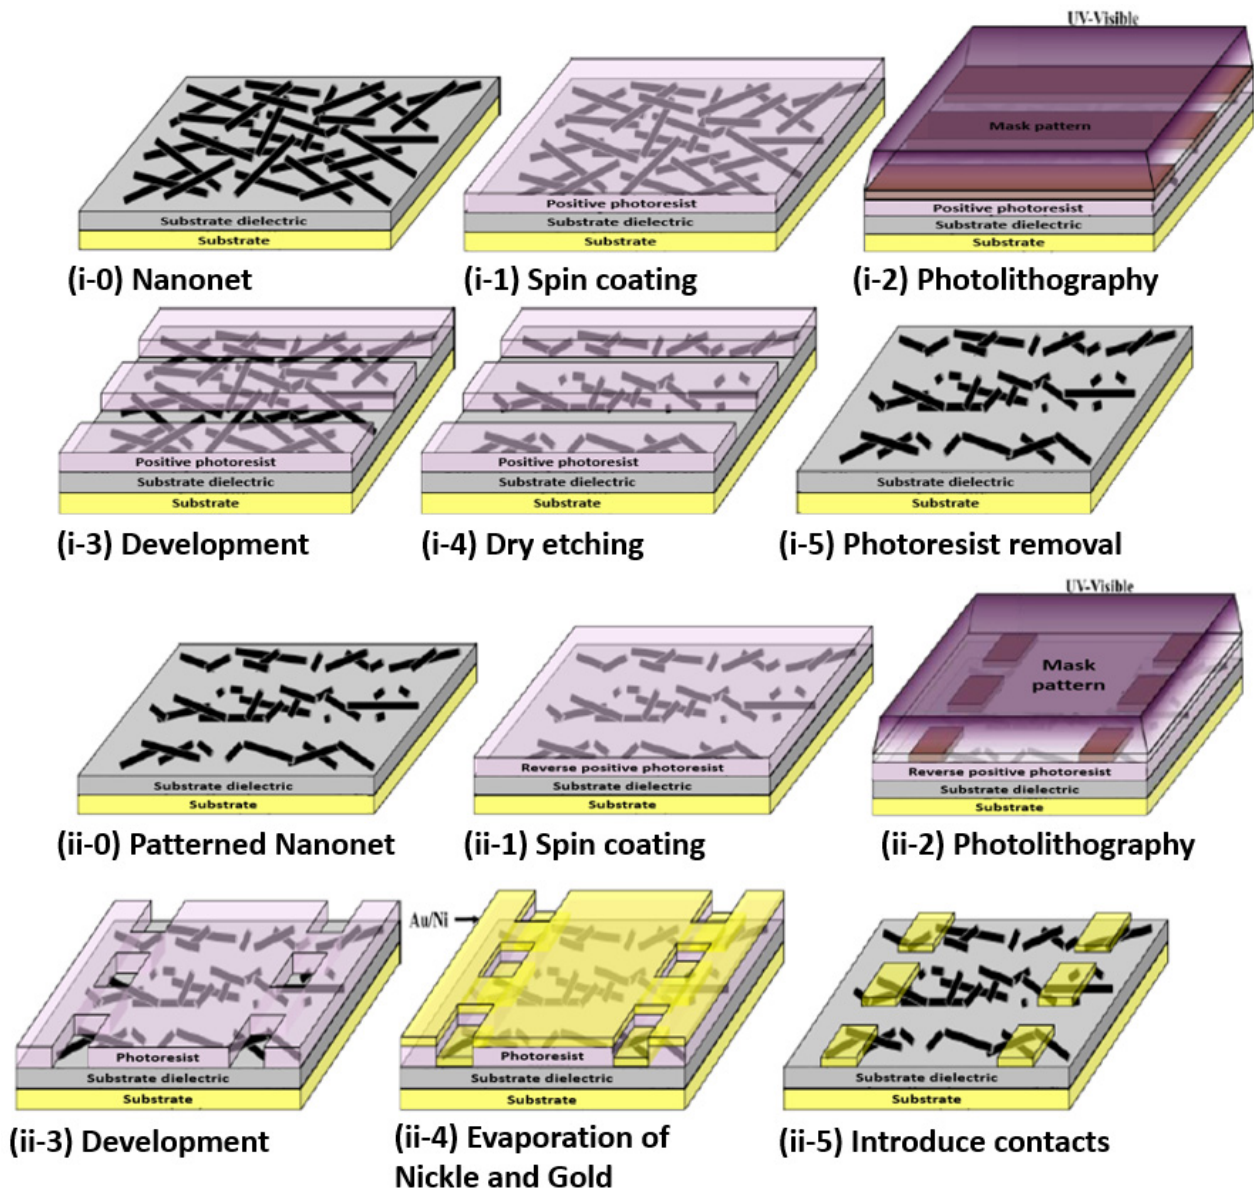 UV-Visible
Mask pattern
Substrate dielectric
Substrate
Positive photoresist
Substrate dielectric
Substrate
Positive photoresist
Substrate dielectric
Substrate
(i-0) Nanonet
(i-1) Spin coating
(i-2) Photolithography
Positive photoresist
Substrate dielectric
Substrate
Positive photoresist
Substrate dielectric
Substrate
Substrate dielectric
Substrate
(i-3) Development
(i-4) Dry etching
(i-5) Photoresist removal
UV-Visible
Mask
pattern
Substrate dielectric
Substrate
Reverse positive photoresist
Substrate dielectric
Substrate
Reverse positive photoresist
Substrate dielectric
Substrate
(ii-0) Patterned Nanonet
(ii-1) Spin coating
(ii-2) Photolithography
Photoresist
Substrate dielectric
Substrate
Au/Ni
Photoresist
Substrate dielectric
Substrate
Substrate dielectric
Substrate
(ii-3) Development
(ii-4) Evaporation of
Nickle and Gold
(ii-5) Introduce contacts